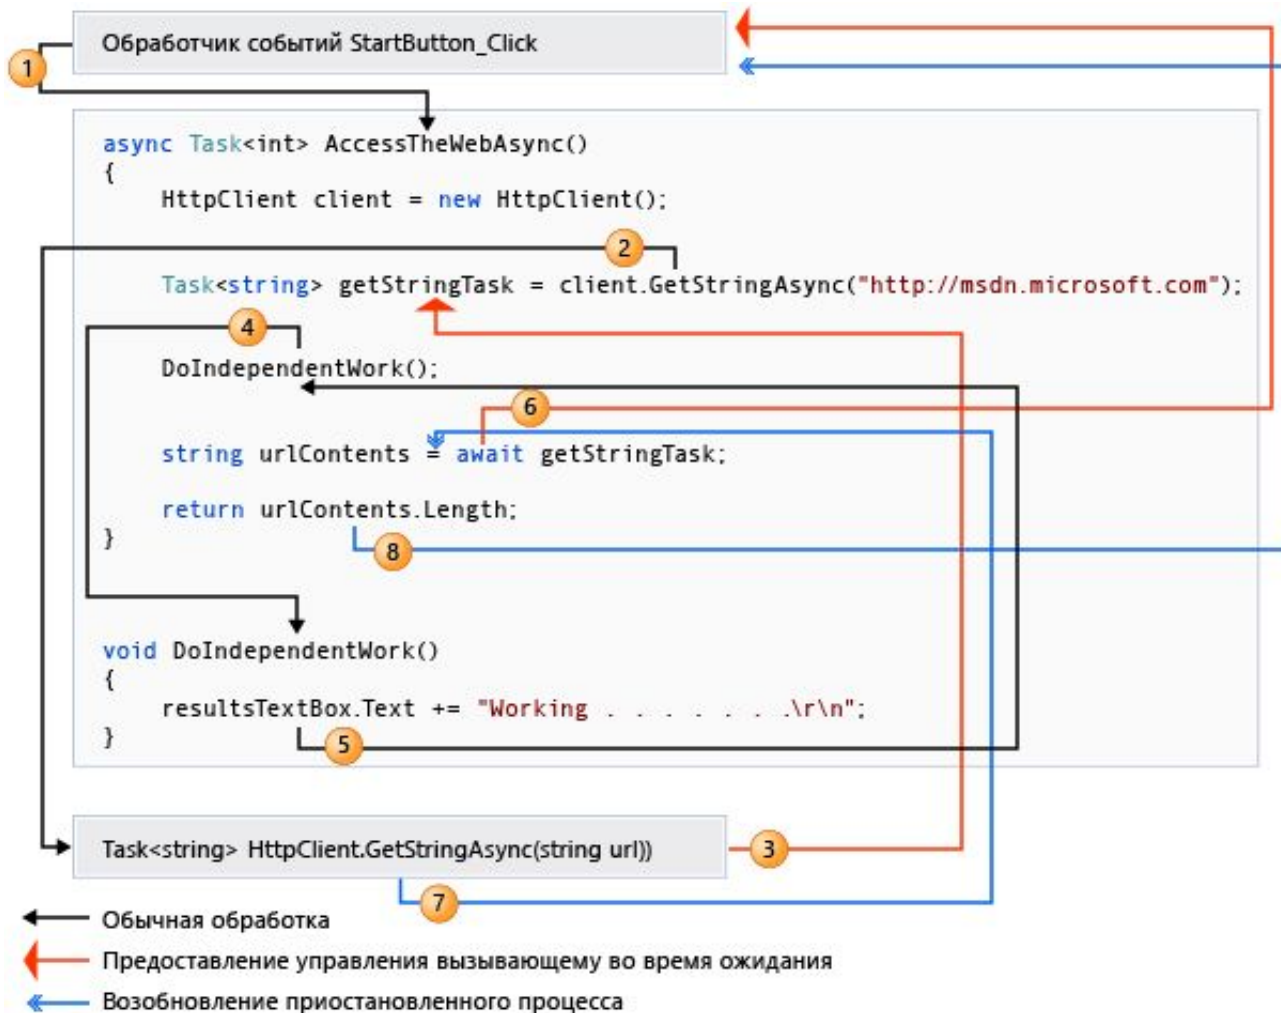 Обработчик событий StartButton_Click
1
async Task<int> AccessTheWebAsync()
{
HttpClient client = new HttpClient();
2
Task<string> getStringTask = client.GetStringAsync("http://msdn.microsoft.com");
4
DoIndependentWork();
6
string urlContents = await getStringTask;
return urlContents.Length;
}
8
void DoIndependentWork()
{
resultsTextBox.Text += "Working . . . . . . .\r\n";
}
5
Task<string> HttpClient.GetStringAsync(string url))
3
7
Обычная обработка
Предоставление управления вызывающему во время ожидания
Возобновление приостановленного процесса